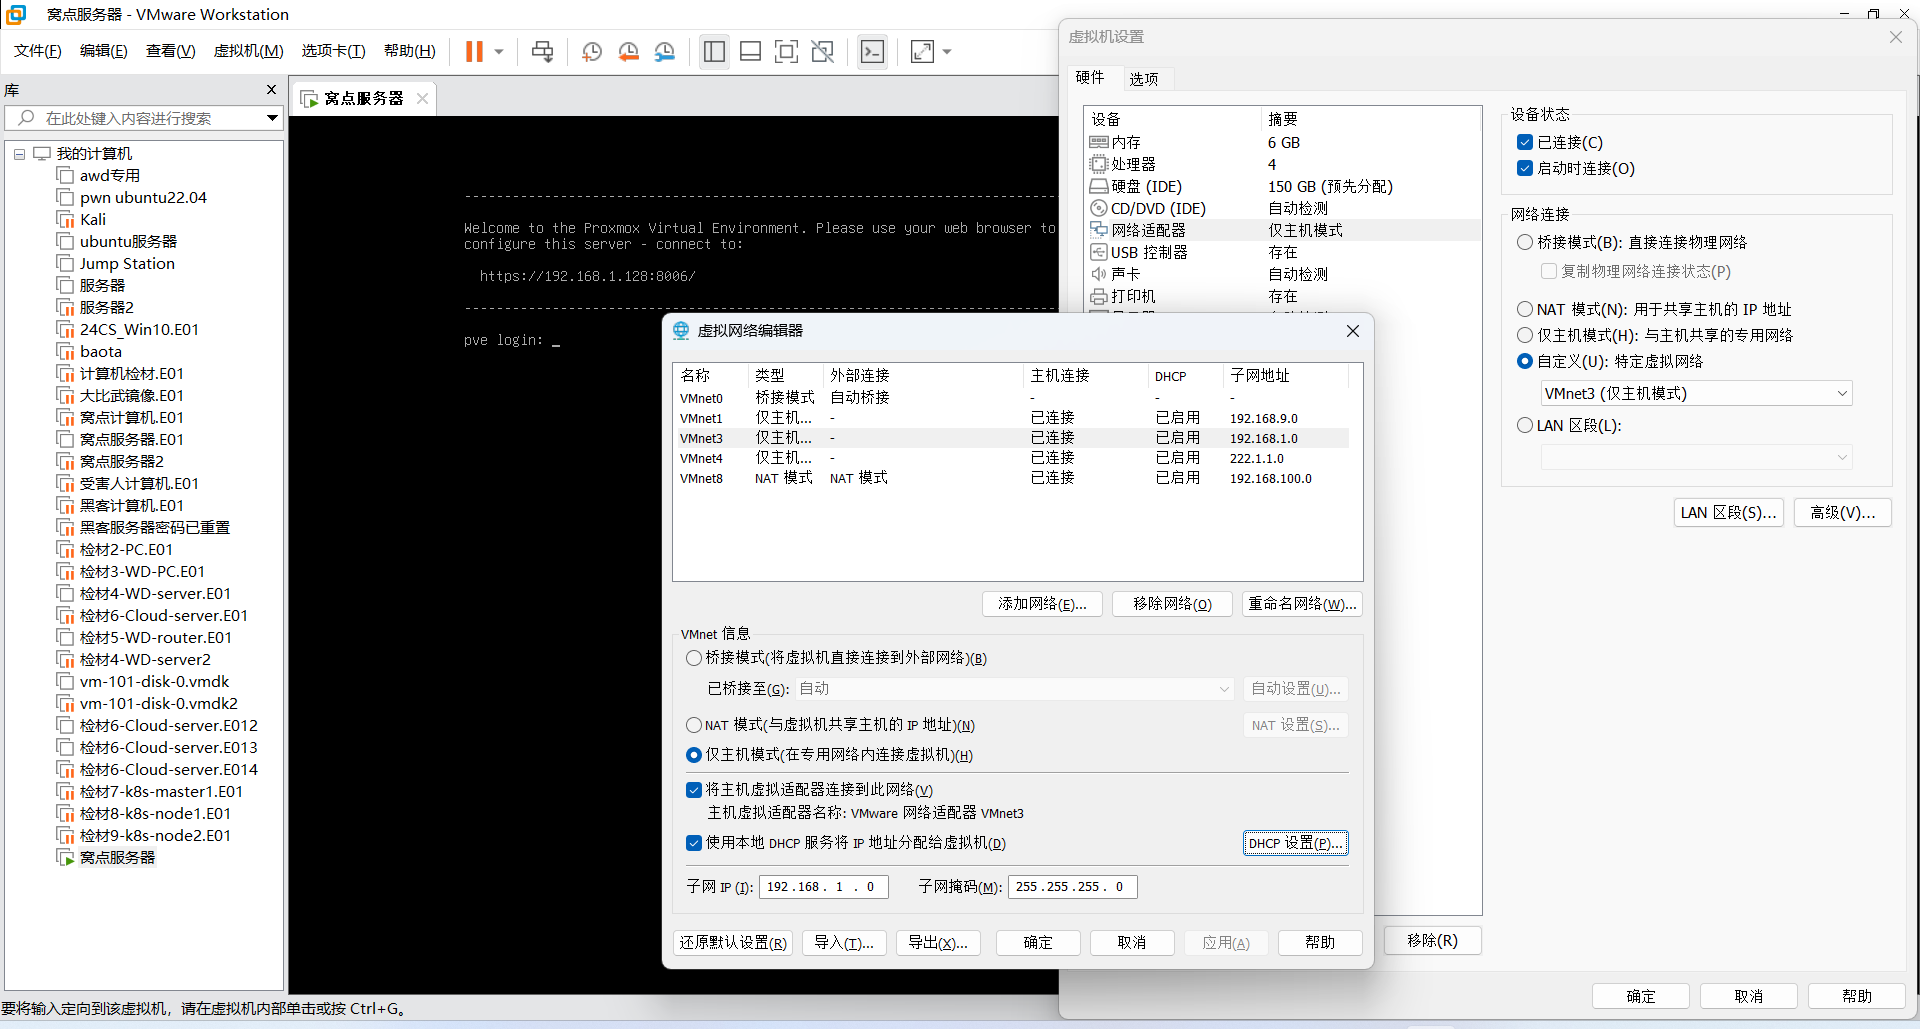 窝点服务器 - VMware Workstation
文件(F) 编辑(E) 查看(V) 虚拟机(M) 选项卡(T) 帮助(H)
库
在此处键入内容进行搜索
我的计算机
awd专用
pwn ubuntu22.04
Kali
ubuntu服务器
Jump Station
服务器
服务器2
24CS_Win10.E01
baota
计算机检材.E01
大比武镜像.E01
窝点计算机.E01
窝点服务器.E01
窝点服务器2
受害人计算机.E01
黑客计算机.E01
黑客服务器密码已重置
检材2-PC.E01
检材3-WD-PC.E01
检材4-WD-server.E01
检材6-Cloud-server.E01
检材5-WD-router.E01
检材4-WD-server2
vm-101-disk-0.vmdk
vm-101-disk-0.vmdk2
检材6-Cloud-server.E012
检材6-Cloud-server.E013
检材6-Cloud-server.E014
检材7-k8s-master1.E01
检材8-k8s-node1.E01
检材9-k8s-node2.E01
窝点服务器
要将输入定向到该虚拟机，请在虚拟机内部单击或按 Ctrl+G。
窝点服务器
Welcome to the Proxmox Virtual Environment. Please use your web browser to
configure this server - connect to:
https://192.168.1.128:8006/
pve login: _
虚拟机设置
硬件 选项
设备 摘要
内存 6 GB
处理器 4
硬盘 (IDE) 150 GB (预先分配)
CD/DVD (IDE) 自动检测
网络适配器 仅主机模式
USB 控制器 存在
声卡 自动检测
打印机 存在
移除(R)
设备状态
已连接(C)
启动时连接(O)
网络连接
桥接模式(B): 直接连接物理网络
复制物理网络连接状态(P)
NAT 模式(N): 用于共享主机的 IP 地址
仅主机模式(H): 与主机共享的专用网络
自定义(U): 特定虚拟网络
VMnet3 (仅主机模式)
LAN 区段(L):
LAN 区段(S)... 高级(V)...
确定 取消 帮助
虚拟网络编辑器
名称 类型 外部连接 主机连接 DHCP 子网地址
VMnet0 桥接模式 自动桥接 - - -
VMnet1 仅主机... - 已连接 已启用 192.168.9.0
VMnet3 仅主机... - 已连接 已启用 192.168.1.0
VMnet4 仅主机... - 已连接 已启用 222.1.1.0
VMnet8 NAT 模式 NAT 模式 已连接 已启用 192.168.100.0
添加网络(E)... 移除网络(O) 重命名网络(W)...
VMnet 信息
桥接模式(将虚拟机直接连接到外部网络)(B)
已桥接至(G): 自动 自动设置(U)...
NAT 模式(与虚拟机共享主机的 IP 地址)(N) NAT 设置(S)...
仅主机模式(在专用网络内连接虚拟机)(H)
将主机虚拟适配器连接到此网络(V)
主机虚拟适配器名称: VMware 网络适配器 VMnet3
使用本地 DHCP 服务将 IP 地址分配给虚拟机(D) DHCP 设置(P)...
子网 IP (I): 192 . 168 . 1 . 0 子网掩码(M): 255 . 255 . 255 . 0
还原默认设置(R) 导入(T)... 导出(X)... 确定 取消 应用(A) 帮助